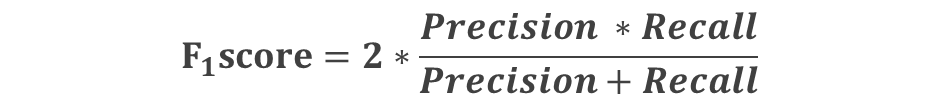 F₁score = 2 * Precision * Recall / Precision + Recall